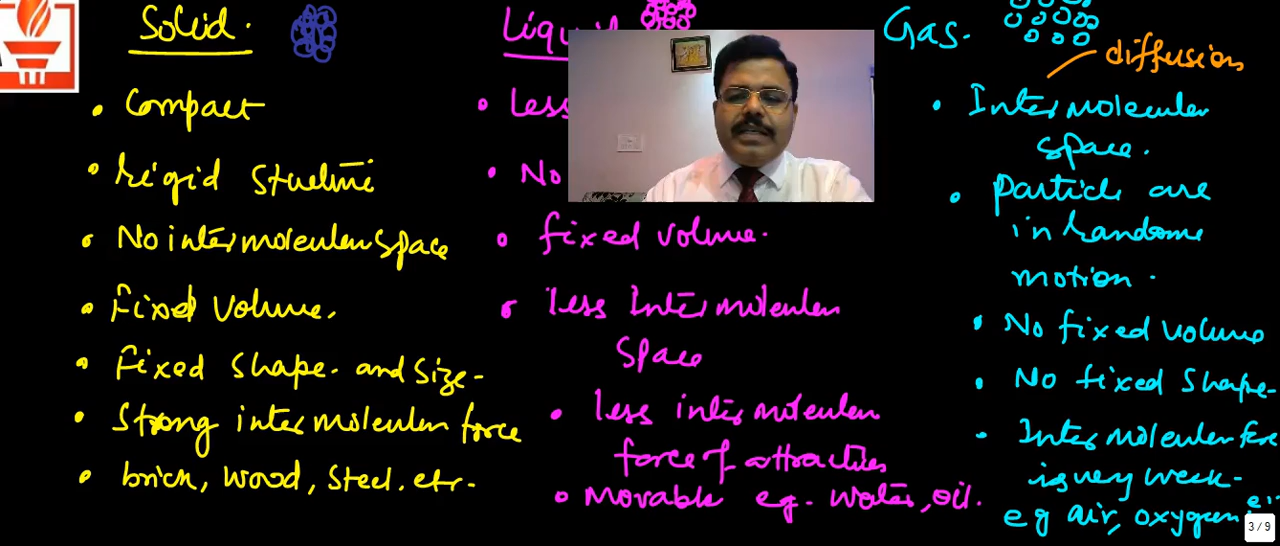 Solid.
• Compact
• Rigid structure
• No intermolecular space
• Fixed Volume.
• Fixed shape - and size -
• Strong intermolecular force
• brick, wood, steel. etc -
Liqui
• Less
• No
• fixed volume.
• less Intermolecular
space
• less intermolecular
force of attraction
• Movable eg. water, oil.
Gas.
diffusion
• Intermolecular
space.
• particle are
in randome
motion.
• No fixed volume
• No fixed shape -
- Intermolecular force
is very weak -
eg air, oxygen
3 / 9